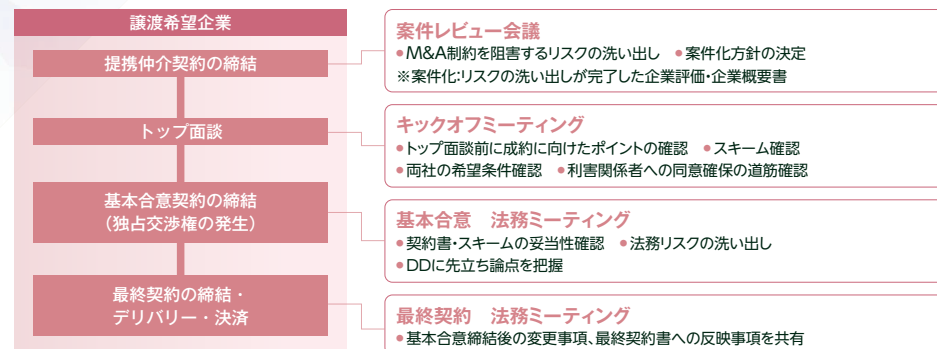 譲渡希望企業
提携仲介契約の締結
トップ面談
基本合意契約の締結
（独占交渉権の発生）
最終契約の締結・
デリバリー・決済
案件レビュー会議
●M&A制約を阻害するリスクの洗い出し ●案件化方針の決定
※案件化：リスクの洗い出しが完了した企業評価・企業概要書
キックオフミーティング
●トップ面談前に成約に向けたポイントの確認 ●スキーム確認
●両社の希望条件確認 ●利害関係者への同意確保の道筋確認
基本合意　法務ミーティング
●契約書・スキームの妥当性確認 ●法務リスクの洗い出し
●DDに先立ち論点を把握
最終契約　法務ミーティング
●基本合意締結後の変更事項、最終契約書への反映事項を共有